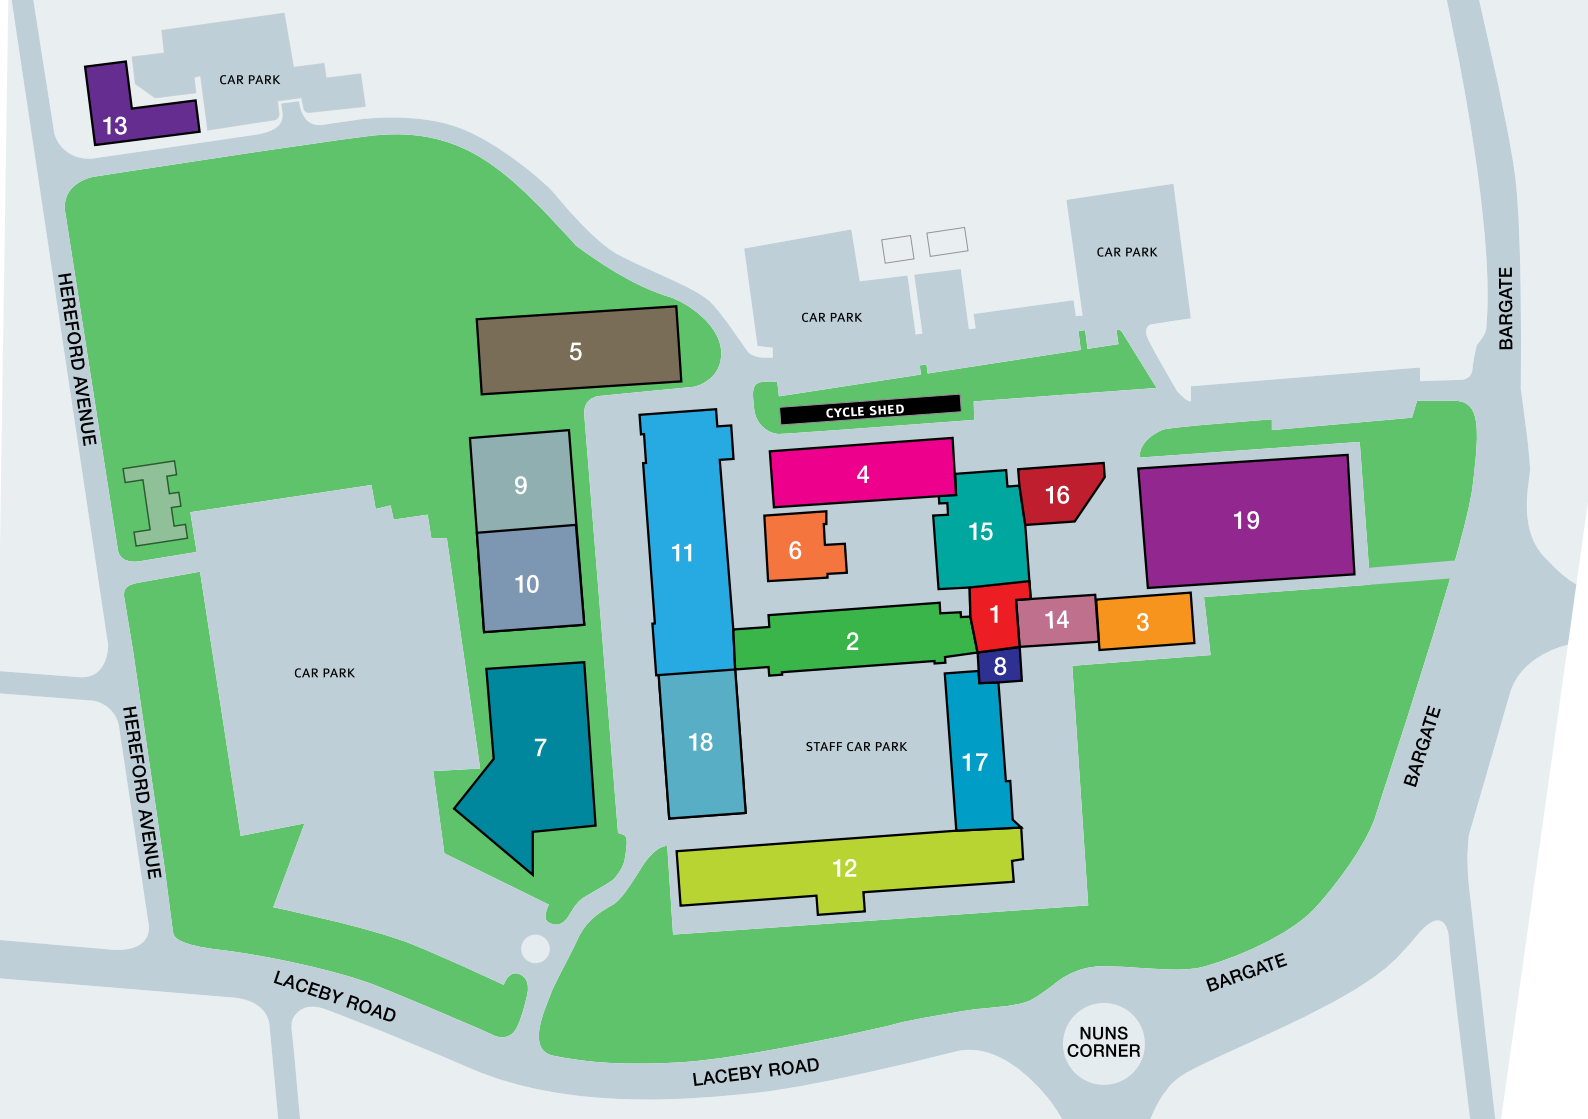 CAR PARK
13
CAR PARK
CAR PARK
HEREFORD AVENUE
BARGATE
5
CYCLE SHED
4
9
16
15
19
11
6
10
1
14
3
2
8
CAR PARK
HEREFORD AVENUE
7
18
STAFF CAR PARK
17
BARGATE
12
LACEBY ROAD
BARGATE
NUNS
CORNER
LACEBY ROAD